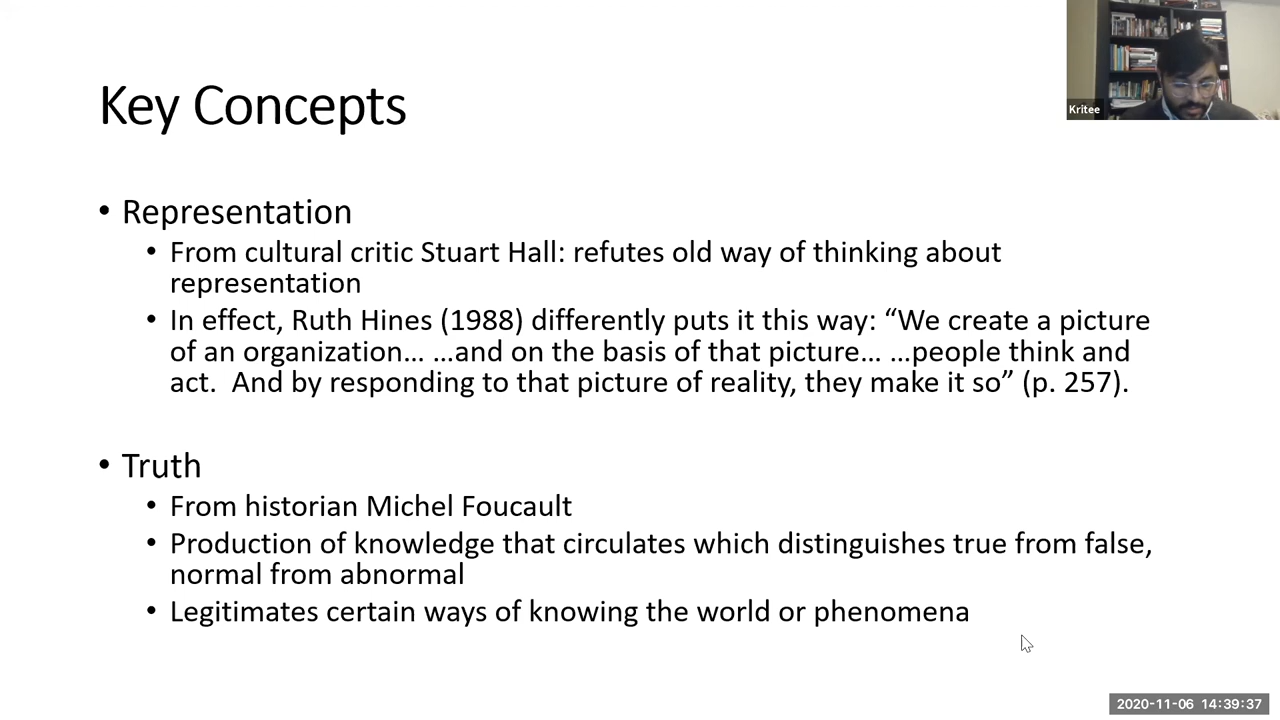 Kritee
Key Concepts
• Representation
• From cultural critic Stuart Hall: refutes old way of thinking about
representation
• In effect, Ruth Hines (1988) differently puts it this way: “We create a picture
of an organization… …and on the basis of that picture… …people think and
act.  And by responding to that picture of reality, they make it so” (p. 257).
• Truth
• From historian Michel Foucault
• Production of knowledge that circulates which distinguishes true from false,
normal from abnormal
• Legitimates certain ways of knowing the world or phenomena
2020-11-06 14:39:37